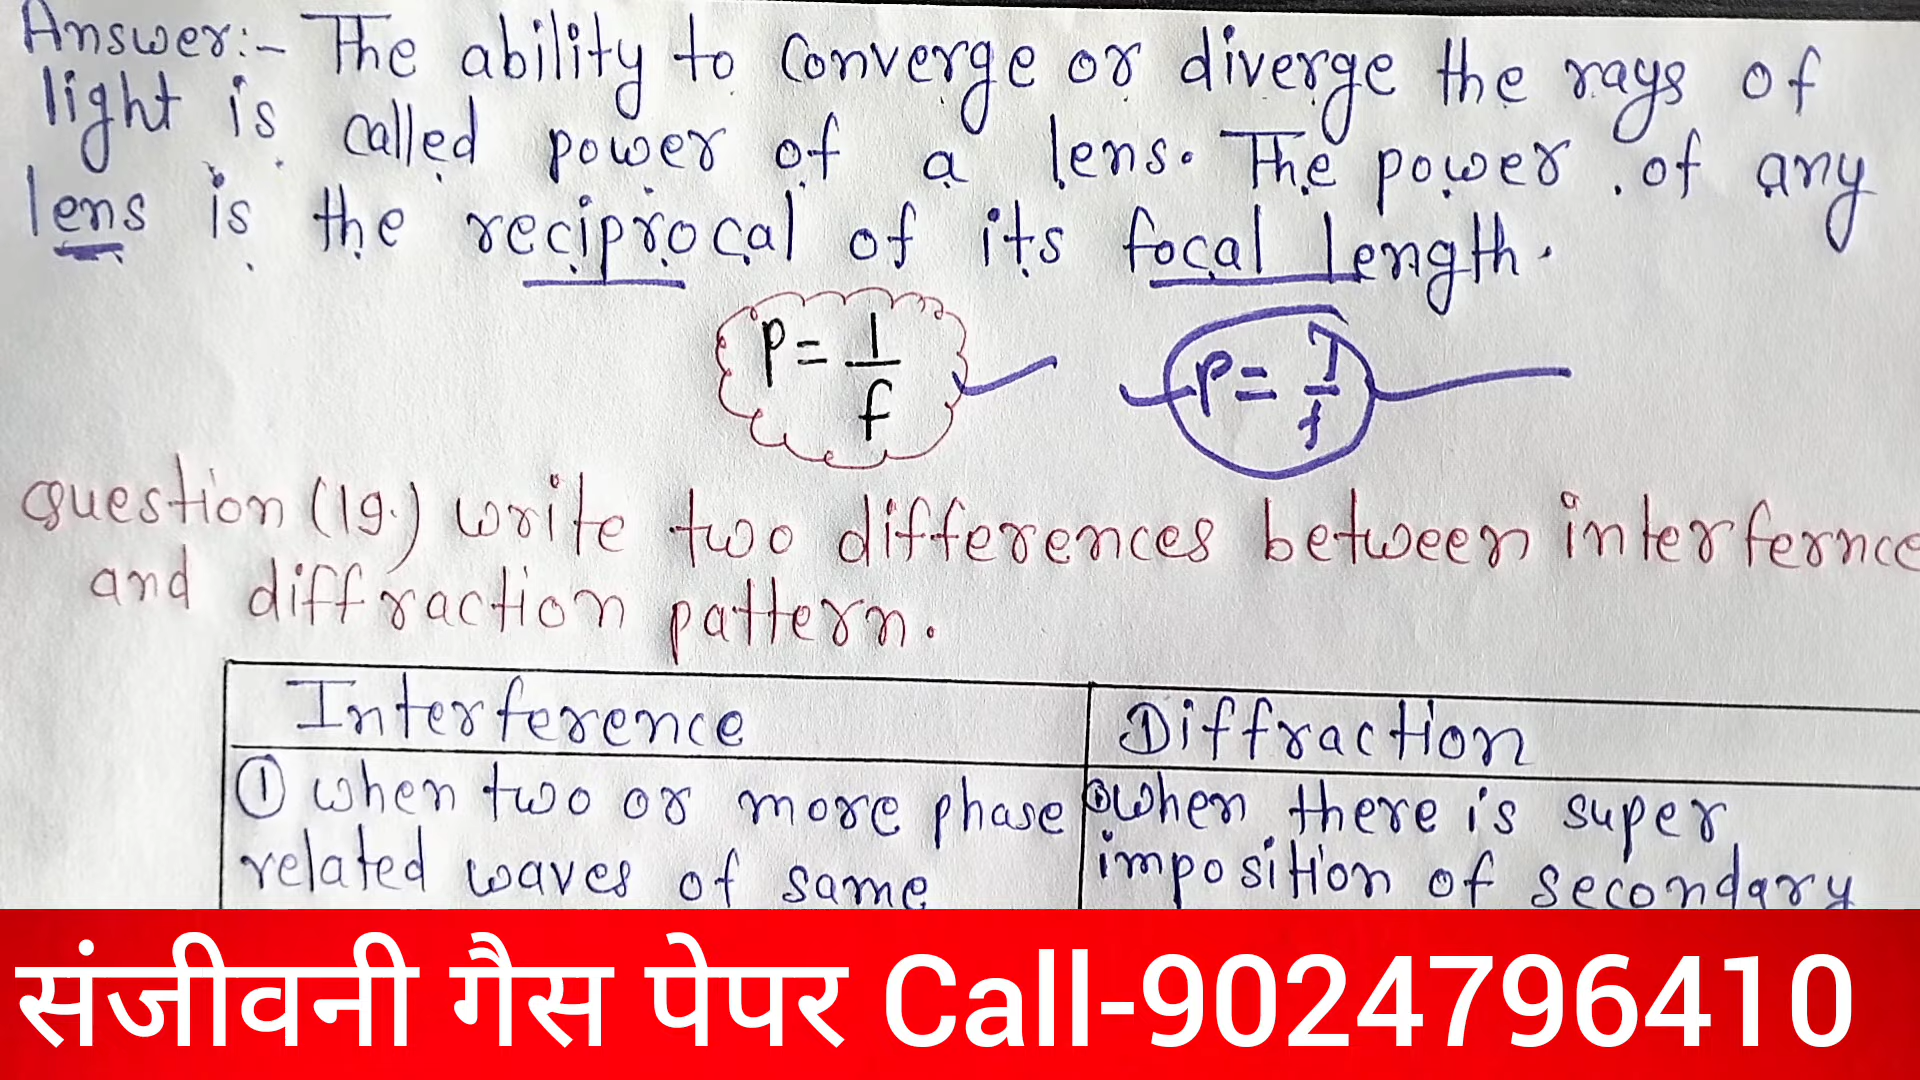 Answer:- The ability to converge or diverge the rays of
light is called power of a lens. The power of any
lens is the reciprocal of its focal length.
P = 1/f P = 1/f
Question (19.) write two differences between interfernce
and diffraction pattern.
Interference Diffraction
① when two or more phase ① when there is super
related waves of same imposition of secondary
संजीवनी गैस पेपर Call-9024796410